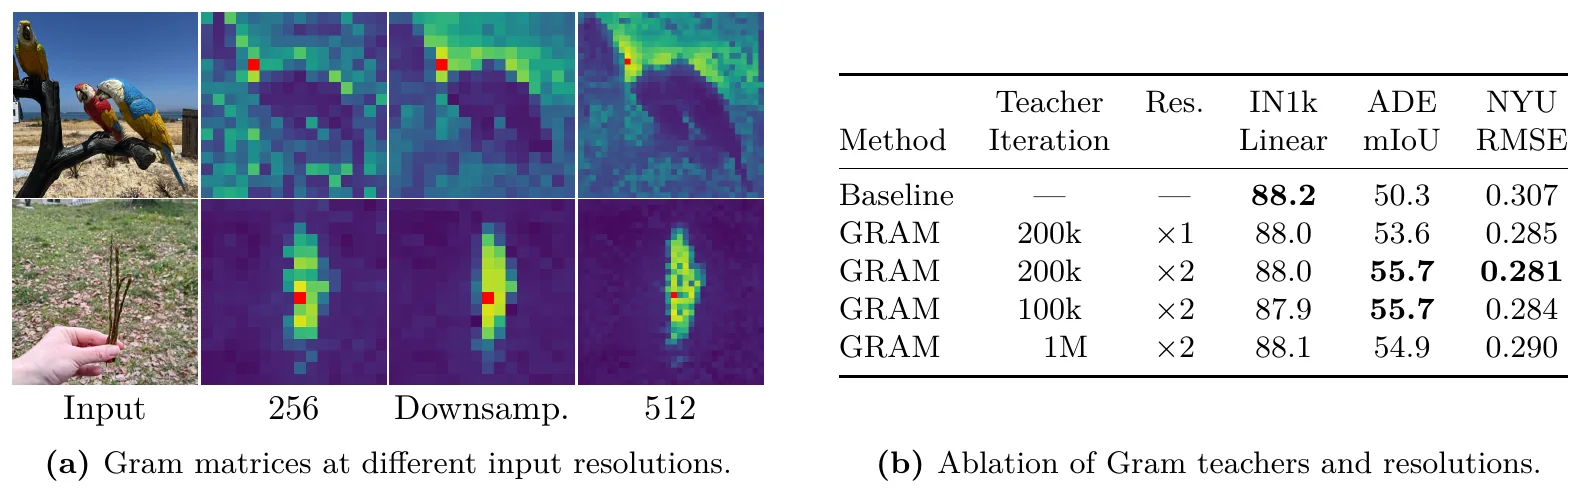 Input 256 Downsamp. 512
(a) Gram matrices at different input resolutions.
Teacher Res. IN1k ADE NYU
Method Iteration Linear mIoU RMSE
Baseline — — 88.2 50.3 0.307
GRAM 200k ×1 88.0 53.6 0.285
GRAM 200k ×2 88.0 55.7 0.281
GRAM 100k ×2 87.9 55.7 0.284
GRAM 1M ×2 88.1 54.9 0.290
(b) Ablation of Gram teachers and resolutions.